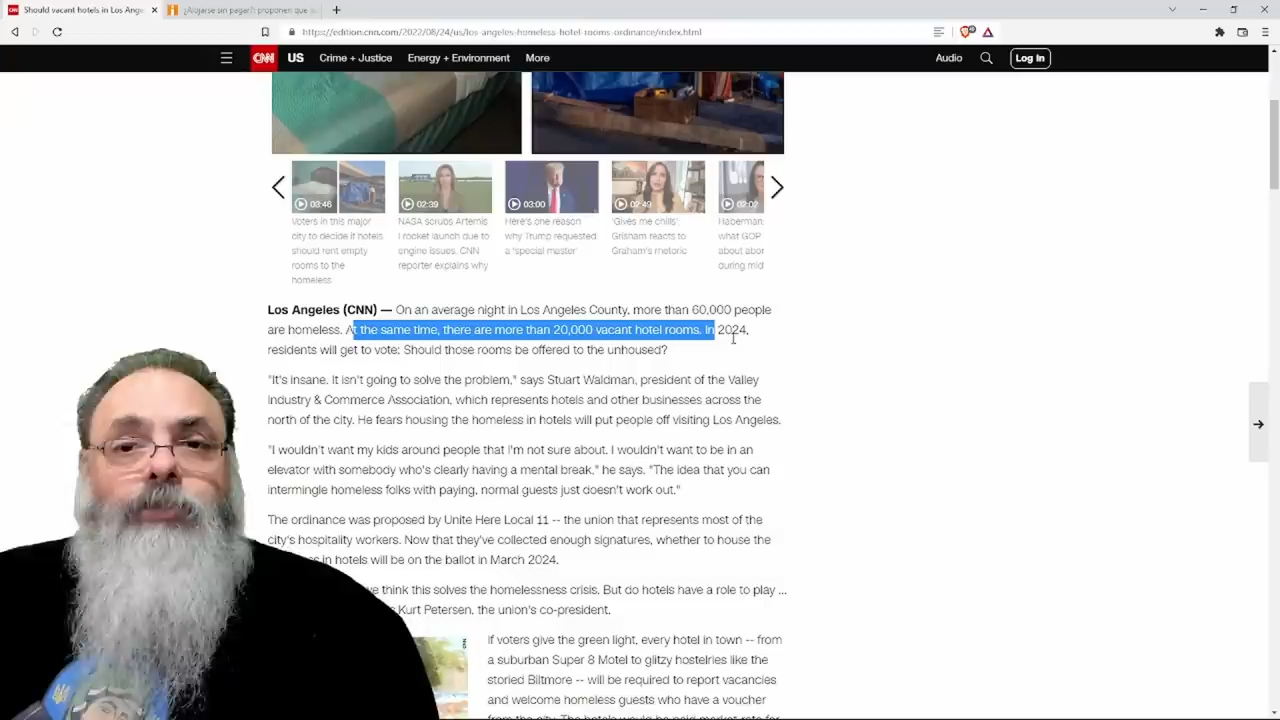 Should vacant hotels in Los Ange
¿Alojarse sin pagar?: proponen que s
https://edition.cnn.com/2022/08/24/us/los-angeles-homeless-hotel-rooms-ordinance/index.html
CNN US Crime + Justice Energy + Environment More Audio Log In
03:46 02:39 03:00 02:49 02:02
Voters in this major
city to decide if hotels
should rent empty
rooms to the
homeless
NASA scrubs Artemis
I rocket launch due to
engine issues. CNN
reporter explains why
Here's one reason
why Trump requested
a 'special master'
'Gives me chills':
Grisham reacts to
Graham's rhetoric
Haberman:
what GOP
about abor
during mid
Los Angeles (CNN) — On an average night in Los Angeles County, more than 60,000 people
are homeless. At the same time, there are more than 20,000 vacant hotel rooms. In 2024,
residents will get to vote: Should those rooms be offered to the unhoused?
"It's insane. It isn't going to solve the problem," says Stuart Waldman, president of the Valley
Industry & Commerce Association, which represents hotels and other businesses across the
north of the city. He fears housing the homeless in hotels will put people off visiting Los Angeles.
"I wouldn't want my kids around people that I'm not sure about. I wouldn't want to be in an
elevator with somebody who's clearly having a mental break," he says. "The idea that you can
intermingle homeless folks with paying, normal guests just doesn't work out."
The ordinance was proposed by Unite Here Local 11 -- the union that represents most of the
city's hospitality workers. Now that they've collected enough signatures, whether to house the
in hotels will be on the ballot in March 2024.
we think this solves the homelessness crisis. But do hotels have a role to play ...
Kurt Petersen, the union's co-president.
If voters give the green light, every hotel in town -- from
a suburban Super 8 Motel to glitzy hostelries like the
storied Biltmore -- will be required to report vacancies
and welcome homeless guests who have a voucher
from the city. The hotels would be paid market rate for